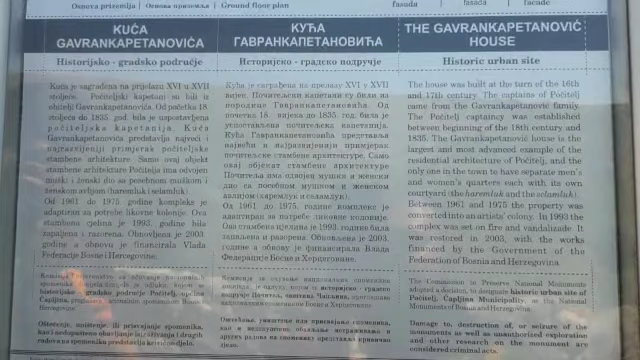 Osnova prizemlja | Основа приземља | Ground floor plan
fasada / fasada / Facade
KUĆA
GAVRANKAPETANOVIĆA
Historijsko - gradsko područje
Kuća je sagrađena na prijelazu XVI u XVII
stoljeće. Počiteljski kapetani su bili iz
obitelji Gavrankapetanovića. Od početka 18.
stoljeća do 1835. god. bila je uspostavljena
počiteljska kapetanija. Kuća
Gavrankapetanovića predstavlja najveći i
najrazvijeniji primjerak počiteljske
stambene arhitekture. Samo ovaj objekat
stambene arhitekture Počitelja ima odvojen
muški i ženski dio sa posebnom muškom i
ženskom avlijom (haremluk i selamluk).
Od 1961 do 1975. godine kompleks je
adaptiran za potrebe likovne kolonije. Ova
stambena cjelina je 1993. godine bila
zapaljena i razorena. Obnovljena je 2003.
godine a obnovu je financirala Vlada
Federacije Bosne i Hercegovine.
КУЋА
ГАВРАНКАПЕТАНОВИЋА
Историјско - градско подручје
Кућа је саграђена на прелазу XVI у XVII
вијек. Почитељски капетани су били из
породице Гавранкапетановића. Од
почетка 18. вијека до 1835. год. била је
успостављена почитељска капетанија.
Кућа Гавранкапетановића представља
највећи и најразвијенији примјерак
почитељске стамбене архитектуре. Само
овај објекат стамбене архитектуре
Почитеља има одвојен мушки и женски
дио са посебном мушком и женском
авлијом (харемлук и селамлук).
Од 1961 до 1975. године комплекс је
адаптиран за потребе ликовне колоније.
Ова стамбена цјелина је 1993. године била
запаљена и разорена. Обновљена је 2003.
године а обнову је финансирала Влада
Федерације Босне и Херцеговине.
THE GAVRANKAPETANOVIĆ
HOUSE
Historic urban site
The house was built at the turn of the 16th
and 17th century. The captains of Počitelj
came from the Gavrankapetanović family.
The Počitelj captaincy was established
between beginning of the 18th century and
1835. The Gavrankapetanović house is the
largest and most advanced example of the
residential architecture of Počitelj, and the
only one in the town to have separate men's
and women's quarters each with its own
courtyard (the haremluk and the selamluk).
Between 1961 and 1975 the property was
converted into an artists' colony. In 1993 the
complex was set on fire and vandalizade. It
was restored in 2003, with the works
financed by the Government of the
Federation of Bosnia and Herzegovina.
The Commission to Preserve National Monuments
adopted a decision, to designate historic urban site of
Počitelj, Čapljina Municipality, as the National
Monuments of Bosnia and Herzegovina.
Damage to, destruction of, or seizure of the
monuments as well as unauthorized exploration
and other research on the monument are
considered criminal acts.